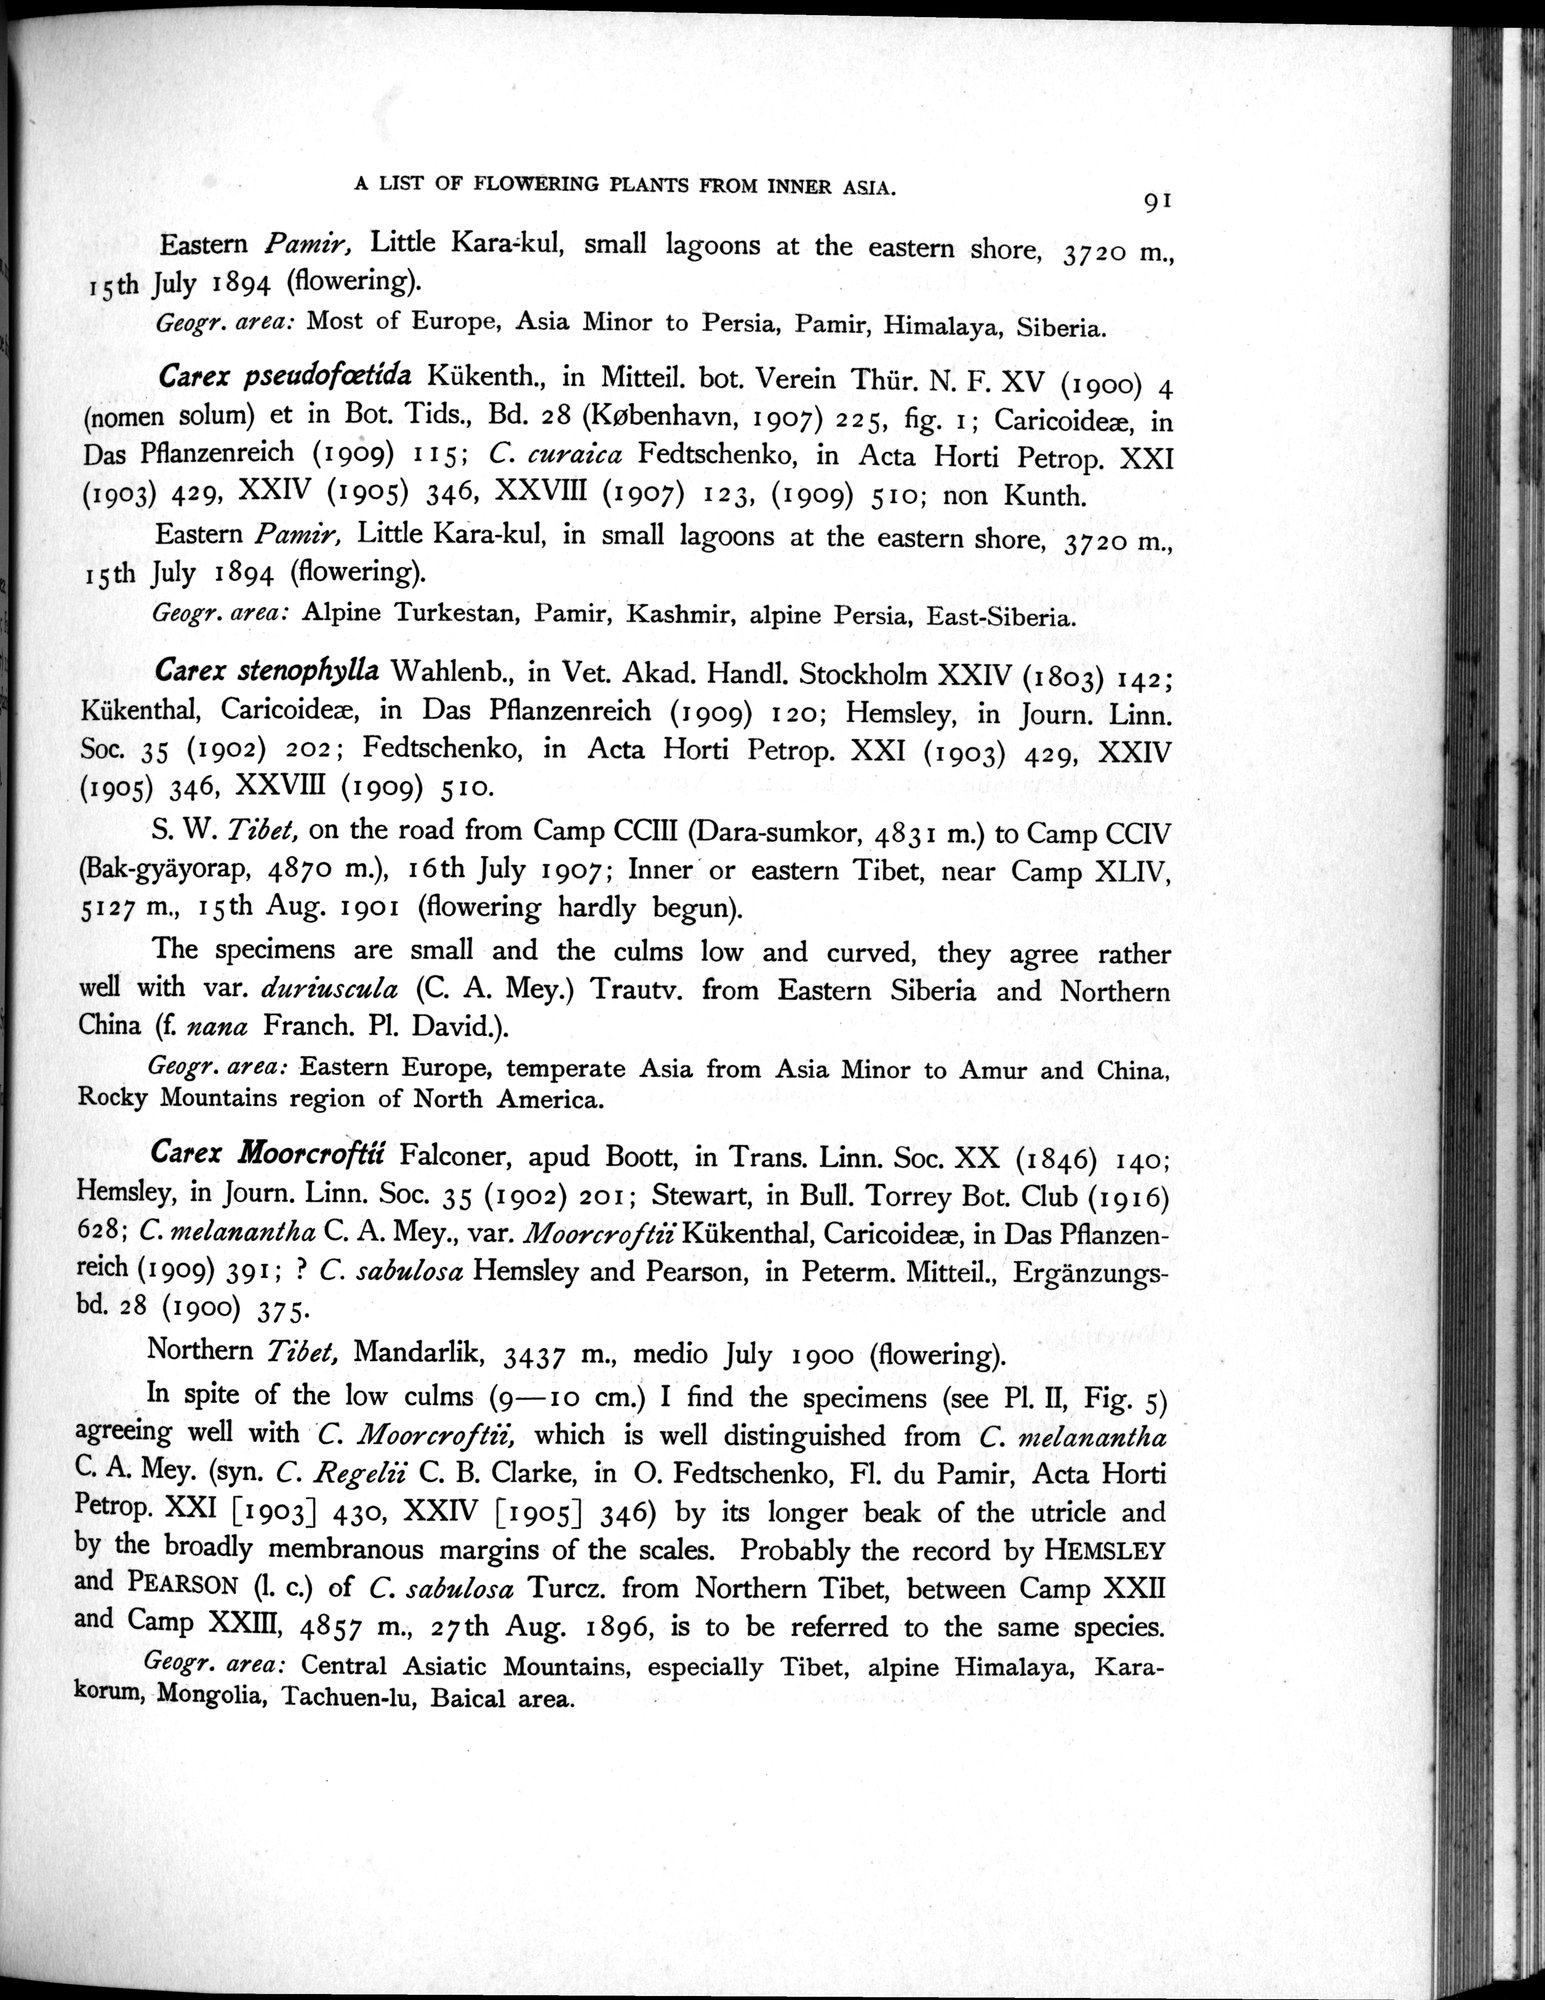 A LIST OF FLOWERING PLANTS FROM INNER ASIA.
91
Eastern Pamir, Little Kara-kul, small lagoons at the eastern shore, 3720 m.,
15th July 1894 (flowering).
Geogr. area: Most of Europe, Asia Minor to Persia, Pamir, Himalaya, Siberia.
Carex pseudofœtida Kükenth., in Mitteil. bot. Verein Thür. N. F. XV (1900) 4
(nomen solum) et in Bot. Tids., Bd. 28 (København, 1907) 225, fig. 1; Caricoideæ, in
Das Pflanzenreich (1909) 115; C. curaica Fedtschenko, in Acta Horti Petrop. XXI
(1903) 429, XXIV (1905) 346, XXVIII (1907) 123, (1909) 510; non Kunth.
Eastern Pamir, Little Kara-kul, in small lagoons at the eastern shore, 3720 m.,
15th July 1894 (flowering).
Geogr. area: Alpine Turkestan, Pamir, Kashmir, alpine Persia, East-Siberia.
Carex stenophylla Wahlenb., in Vet. Akad. Handl. Stockholm XXIV (1803) 142;
Kükenthal, Caricoideæ, in Das Pflanzenreich (1909) 120; Hemsley, in Journ. Linn.
Soc. 35 (1902) 202; Fedtschenko, in Acta Horti Petrop. XXI (1903) 429, XXIV
(1905) 346, XXVIII (1909) 510.
S. W. Tibet, on the road from Camp CCIII (Dara-sumkor, 4831 m.) to Camp CCIV
(Bak-gyäyorap, 4870 m.), 16th July 1907; Inner or eastern Tibet, near Camp XLIV,
5127 m., 15th Aug. 1901 (flowering hardly begun).
The specimens are small and the culms low and curved, they agree rather
well with var. duriuscula (C. A. Mey.) Trautv. from Eastern Siberia and Northern
China (f. nana Franch. Pl. David.).
Geogr. area: Eastern Europe, temperate Asia from Asia Minor to Amur and China,
Rocky Mountains region of North America.
Carex Moorcroftii Falconer, apud Boott, in Trans. Linn. Soc. XX (1846) 140;
Hemsley, in Journ. Linn. Soc. 35 (1902) 201; Stewart, in Bull. Torrey Bot. Club (1916)
628; C. melanantha C. A. Mey., var. Moorcroftii Kükenthal, Caricoideæ, in Das Pflanzen-
reich (1909) 391; ? C. sabulosa Hemsley and Pearson, in Peterm. Mitteil., Ergänzungs-
bd. 28 (1900) 375.
Northern Tibet, Mandarlik, 3437 m., medio July 1900 (flowering).
In spite of the low culms (9—10 cm.) I find the specimens (see Pl. II, Fig. 5)
agreeing well with C. Moorcroftii, which is well distinguished from C. melanantha
C. A. Mey. (syn. C. Regelii C. B. Clarke, in O. Fedtschenko, Fl. du Pamir, Acta Horti
Petrop. XXI [1903] 430, XXIV [1905] 346) by its longer beak of the utricle and
by the broadly membranous margins of the scales. Probably the record by HEMSLEY
and PEARSON (l. c.) of C. sabulosa Turcz. from Northern Tibet, between Camp XXII
and Camp XXIII, 4857 m., 27th Aug. 1896, is to be referred to the same species.
Geogr. area: Central Asiatic Mountains, especially Tibet, alpine Himalaya, Kara-
korum, Mongolia, Tachuen-lu, Baical area.